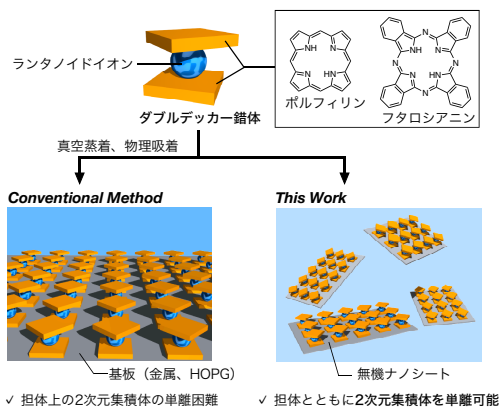 ランタノイドイオン
NH
N
N
HN
ポルフィリン
N
N
N
NH
N
N
HN
N
フタロシアニン
ダブルデッカー錯体
真空蒸着、物理吸着
Conventional Method
This Work
基板（金属、HOPG）
無機ナノシート
✓ 担体上の2次元集積体の単離困難
✓ 担体とともに2次元集積体を単離可能